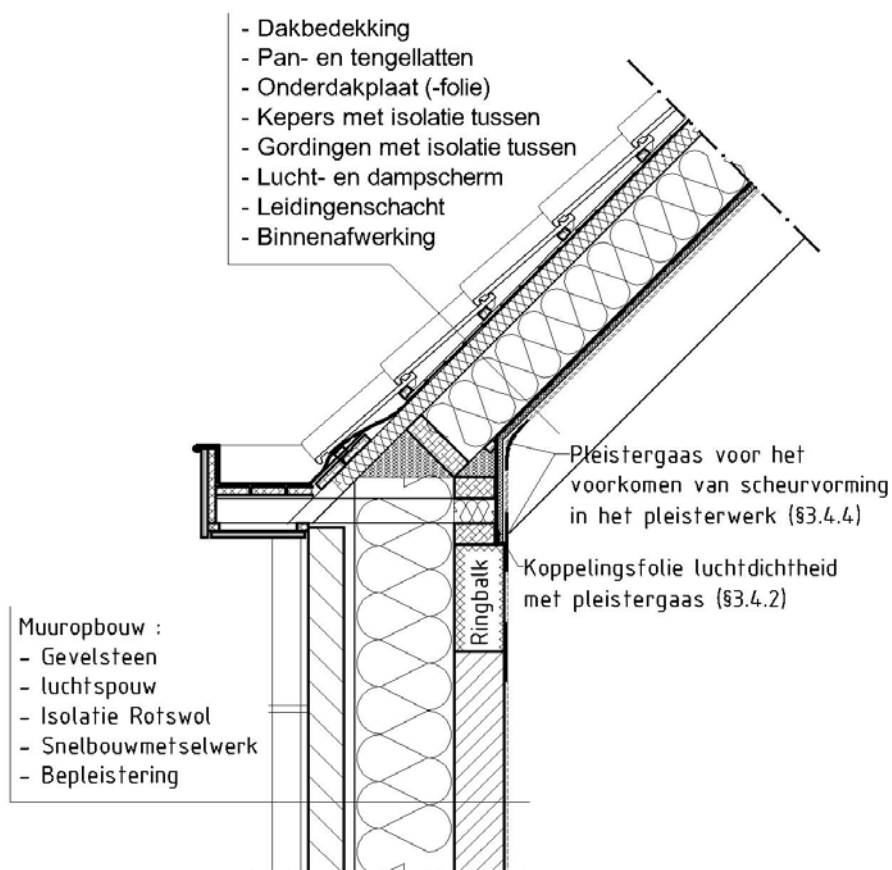 - Dakbedekking
- Pan- en tengellatten
- Onderdakplaat (-folie)
- Kepers met isolatie tussen
- Gordingen met isolatie tussen
- Lucht- en dampscherm
- Leidingenschacht
- Binnenafwerking
Pleistergaas voor het
voorkomen van scheurvorming
in het pleisterwerk (§3.4.4)
Koppelingsfolie luchtdichtheid
met pleistergaas (§3.4.2)
Ringbalk
Muuropbouw :
- Gevelsteen
- luchtspouw
- Isolatie Rotswol
- Snelbouwmetselwerk
- Bepleistering